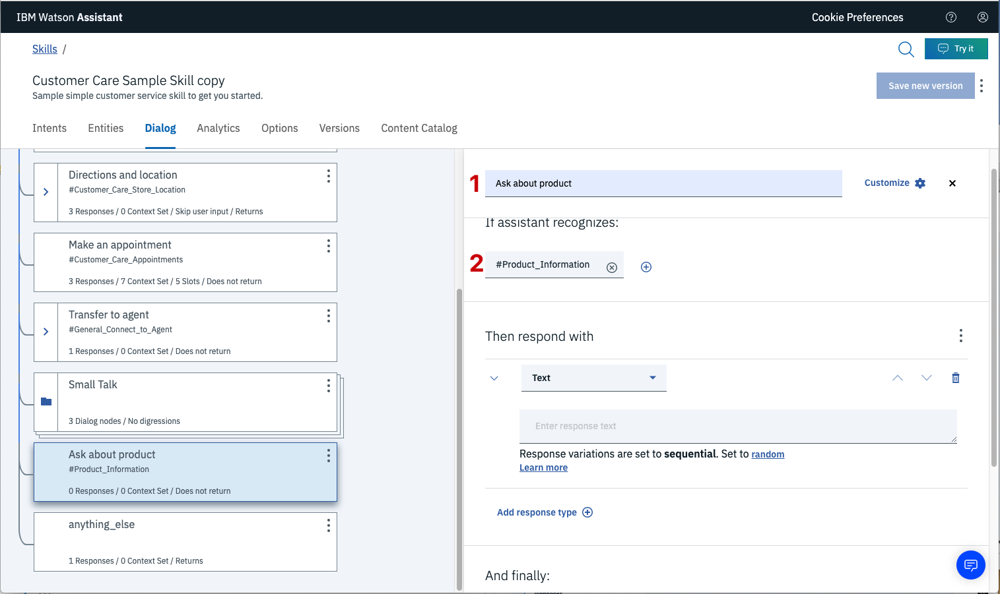 IBM Watson Assistant
Cookie Preferences
Skills /
Try it
Customer Care Sample Skill copy
Sample simple customer service skill to get you started.
Save new version
Intents
Entities
Dialog
Analytics
Options
Versions
Content Catalog
Directions and location
#Customer_Care_Store_Location
3 Responses / 0 Context Set / Skip user input / Returns
Make an appointment
#Customer_Care_Appointments
3 Responses / 7 Context Set / 5 Slots / Does not return
Transfer to agent
#General_Connect_to_Agent
1 Responses / 0 Context Set / Does not return
Small Talk
3 Dialog nodes / No digressions
Ask about product
#Product_Information
0 Responses / 0 Context Set / Does not return
anything_else
1 Responses / 0 Context Set / Returns
1
Ask about product
Customize
If assistant recognizes:
2
#Product_Information
Then respond with
Text
Enter response text
Response variations are set to sequential. Set to random
Learn more
Add response type
And finally: